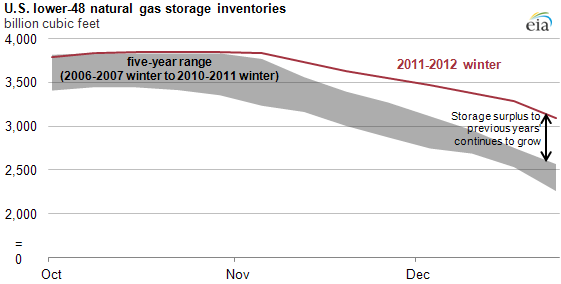 U.S. lower-48 natural gas storage inventories
billion cubic feet
eia
4,000
five-year range
(2006-2007 winter to 2010-2011 winter)
2011-2012 winter
3,500
Storage surplus to
previous years
continues to grow
3,000
2,500
2,000
=
0
Oct
Nov
Dec